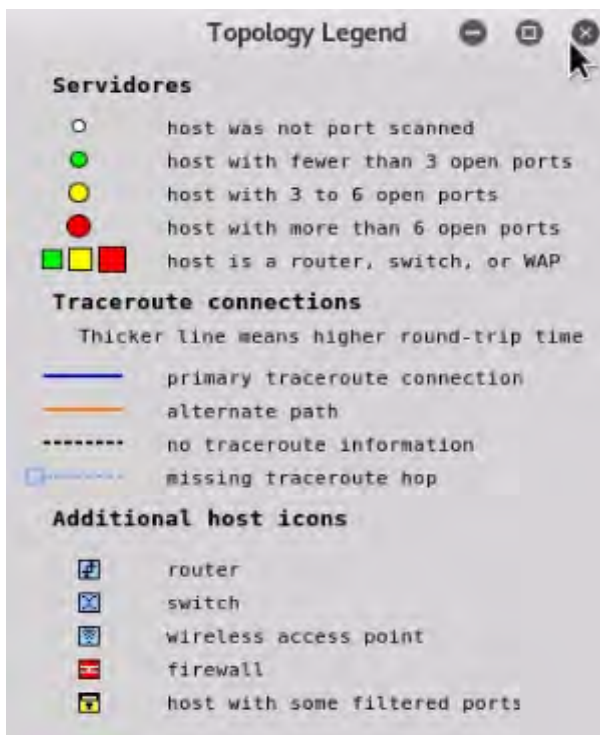 Topology Legend
Servidores
host was not port scanned
host with fewer than 3 open ports
host with 3 to 6 open ports
host with more than 6 open ports
host is a router, switch, or WAP
Traceroute connections
Thicker line means higher round-trip time
primary traceroute connection
alternate path
no traceroute information
missing traceroute hop
Additional host icons
router
switch
wireless access point
firewall
host with some filtered ports